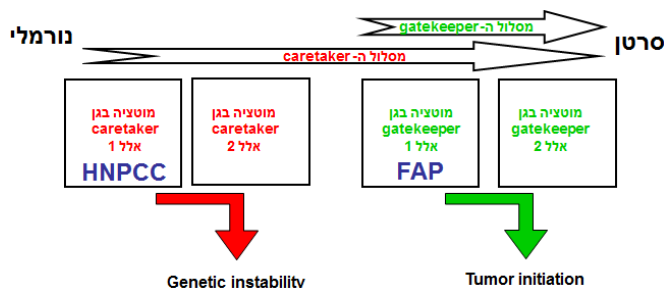 מסלול ה-gatekeeper
נורמלי
סרטן
מסלול ה-caretaker
מוטציה בגן
caretaker
אלל 1
HNPCC
מוטציה בגן
caretaker
אלל 2
מוטציה בגן
gatekeeper
אלל 1
FAP
מוטציה בגן
gatekeeper
אלל 2
Genetic instability
Tumor initiation